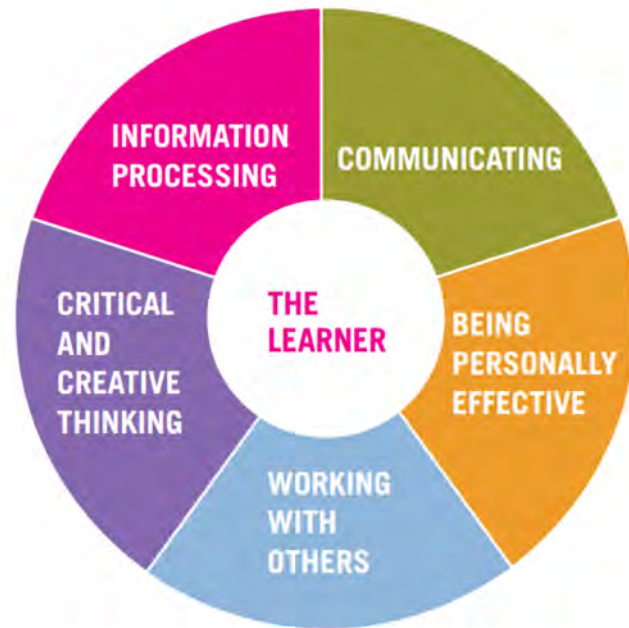 INFORMATION
PROCESSING
COMMUNICATING
CRITICAL
AND
CREATIVE
THINKING
THE
LEARNER
BEING
PERSONALLY
EFFECTIVE
WORKING
WITH
OTHERS